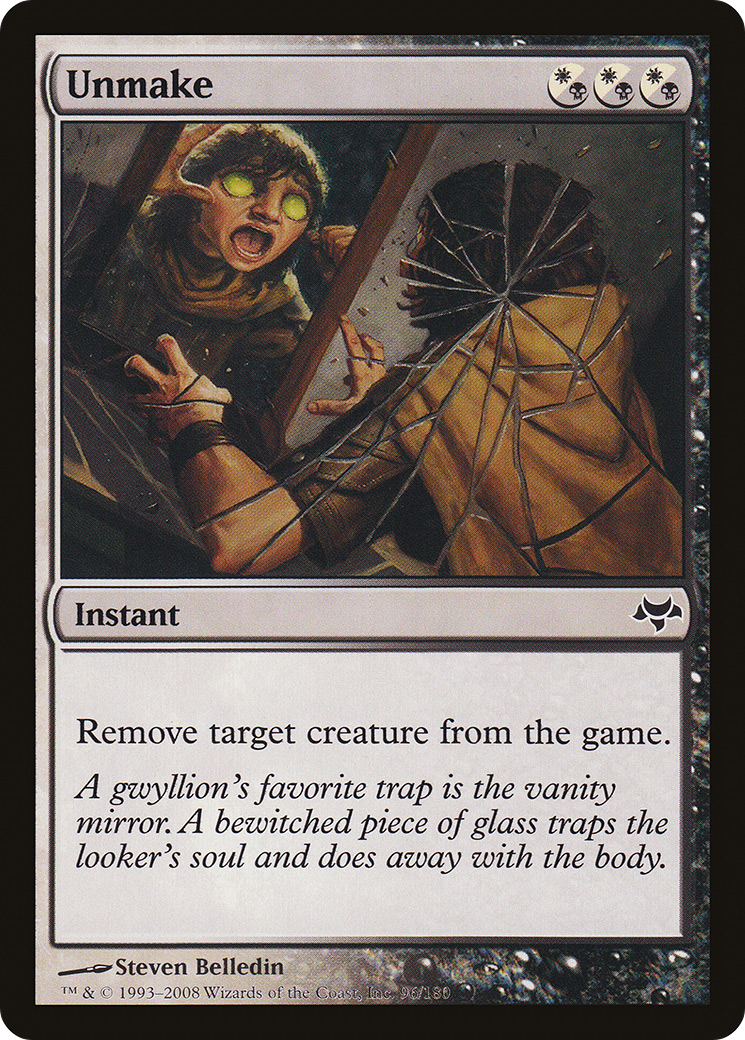 Unmake
Instant
Remove target creature from the game.
A gwyllion's favorite trap is the vanity
mirror. A bewitched piece of glass traps the
looker's soul and does away with the body.
Steven Belledin
™ & © 1993–2008 Wizards of the Coast, Inc. 96/180